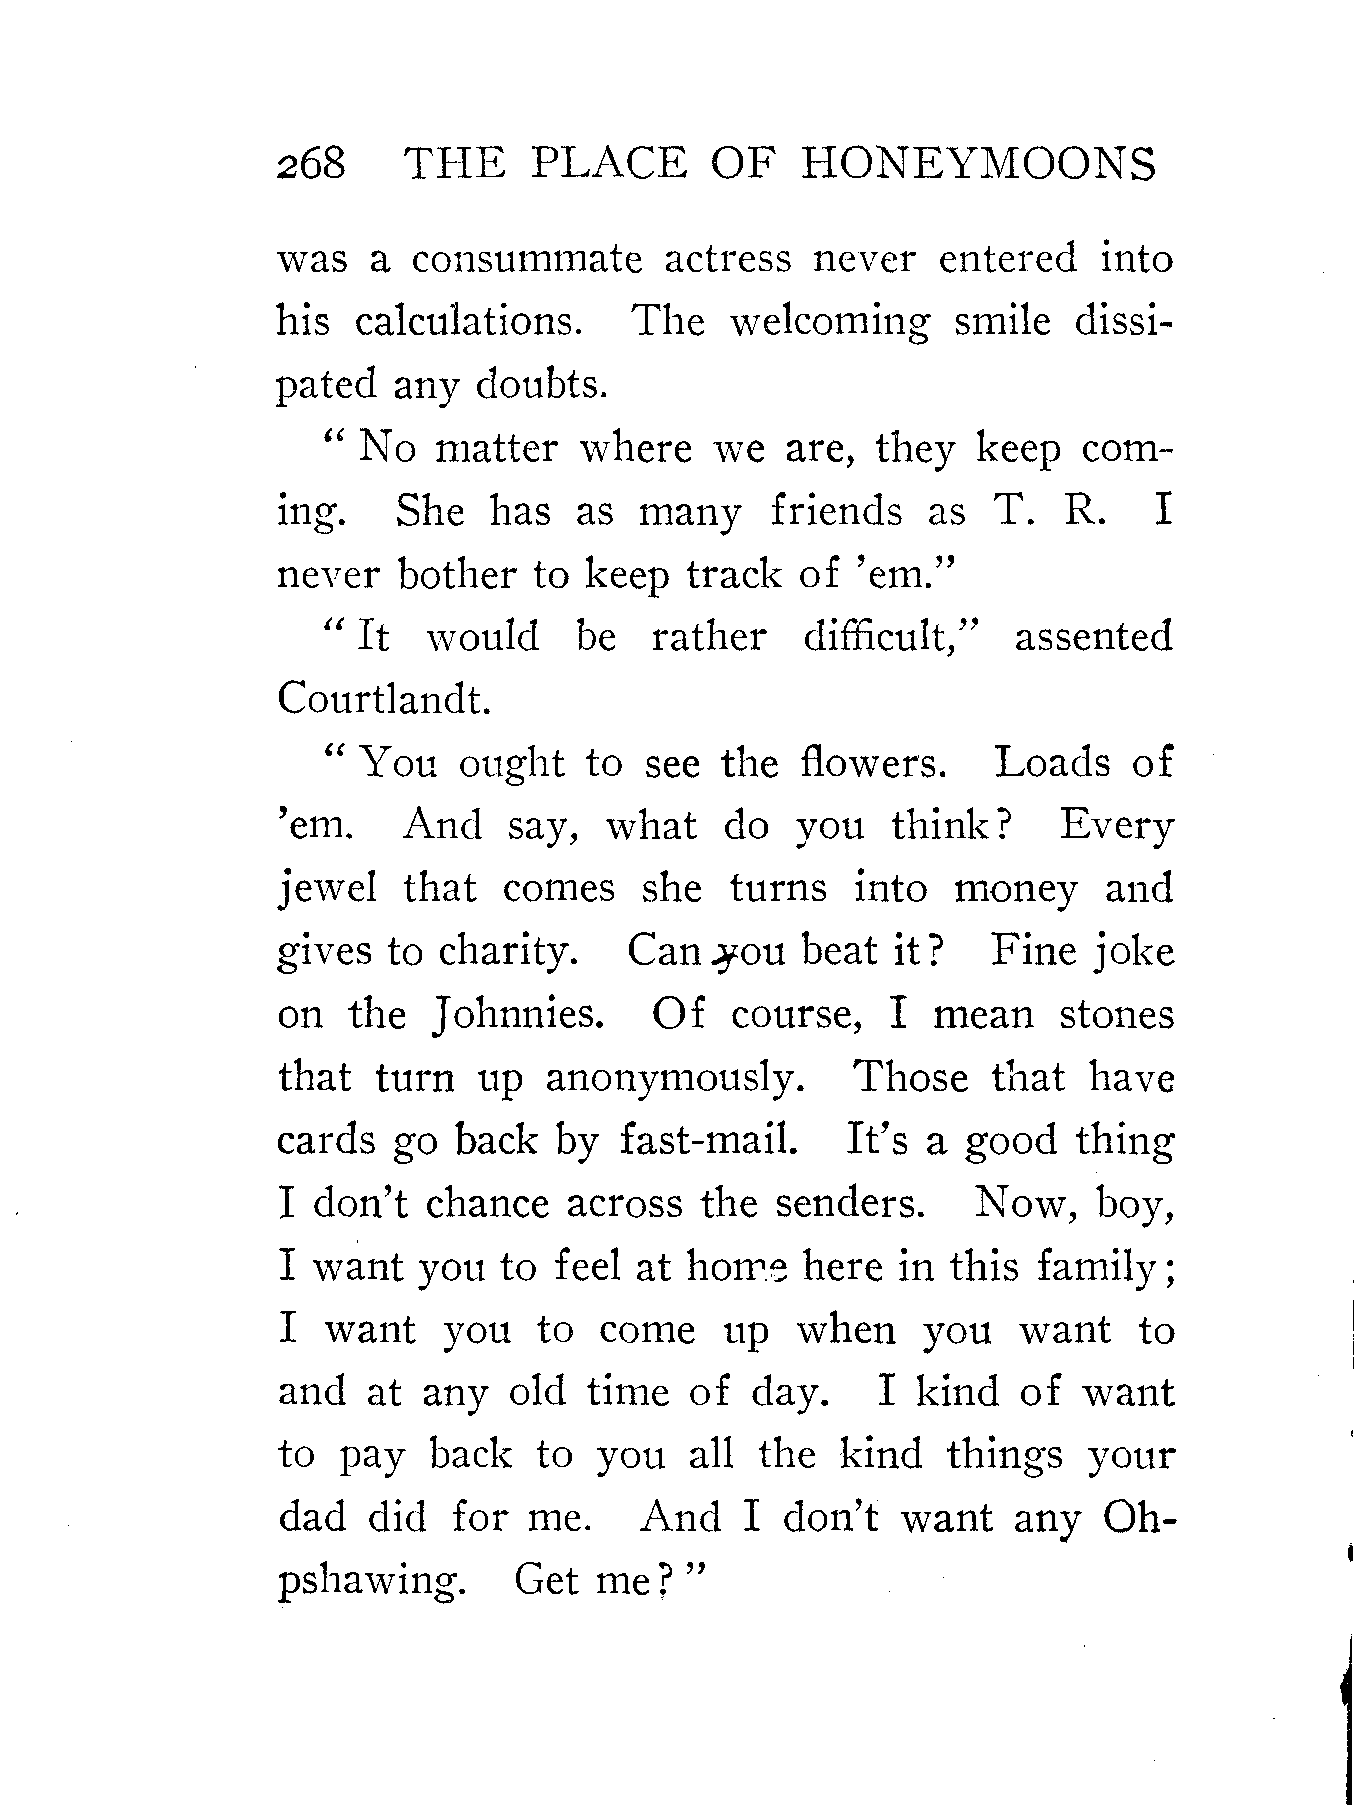 268 THE PLACE OF HONEYMOONS
was a consummate actress never entered into
his calculations. The welcoming smile dissi-
pated any doubts.
“ No matter where we are, they keep com-
ing. She has as many friends as T. R. I
never bother to keep track of ’em.”
“ It would be rather difficult,” assented
Courtlandt.
“ You ought to see the flowers. Loads of
’em. And say, what do you think? Every
jewel that comes she turns into money and
gives to charity. Can you beat it? Fine joke
on the Johnnies. Of course, I mean stones
that turn up anonymously. Those that have
cards go back by fast-mail. It’s a good thing
I don’t chance across the senders. Now, boy,
I want you to feel at home here in this family;
I want you to come up when you want to
and at any old time of day. I kind of want
to pay back to you all the kind things your
dad did for me. And I don’t want any Oh-
pshawing. Get me? ”